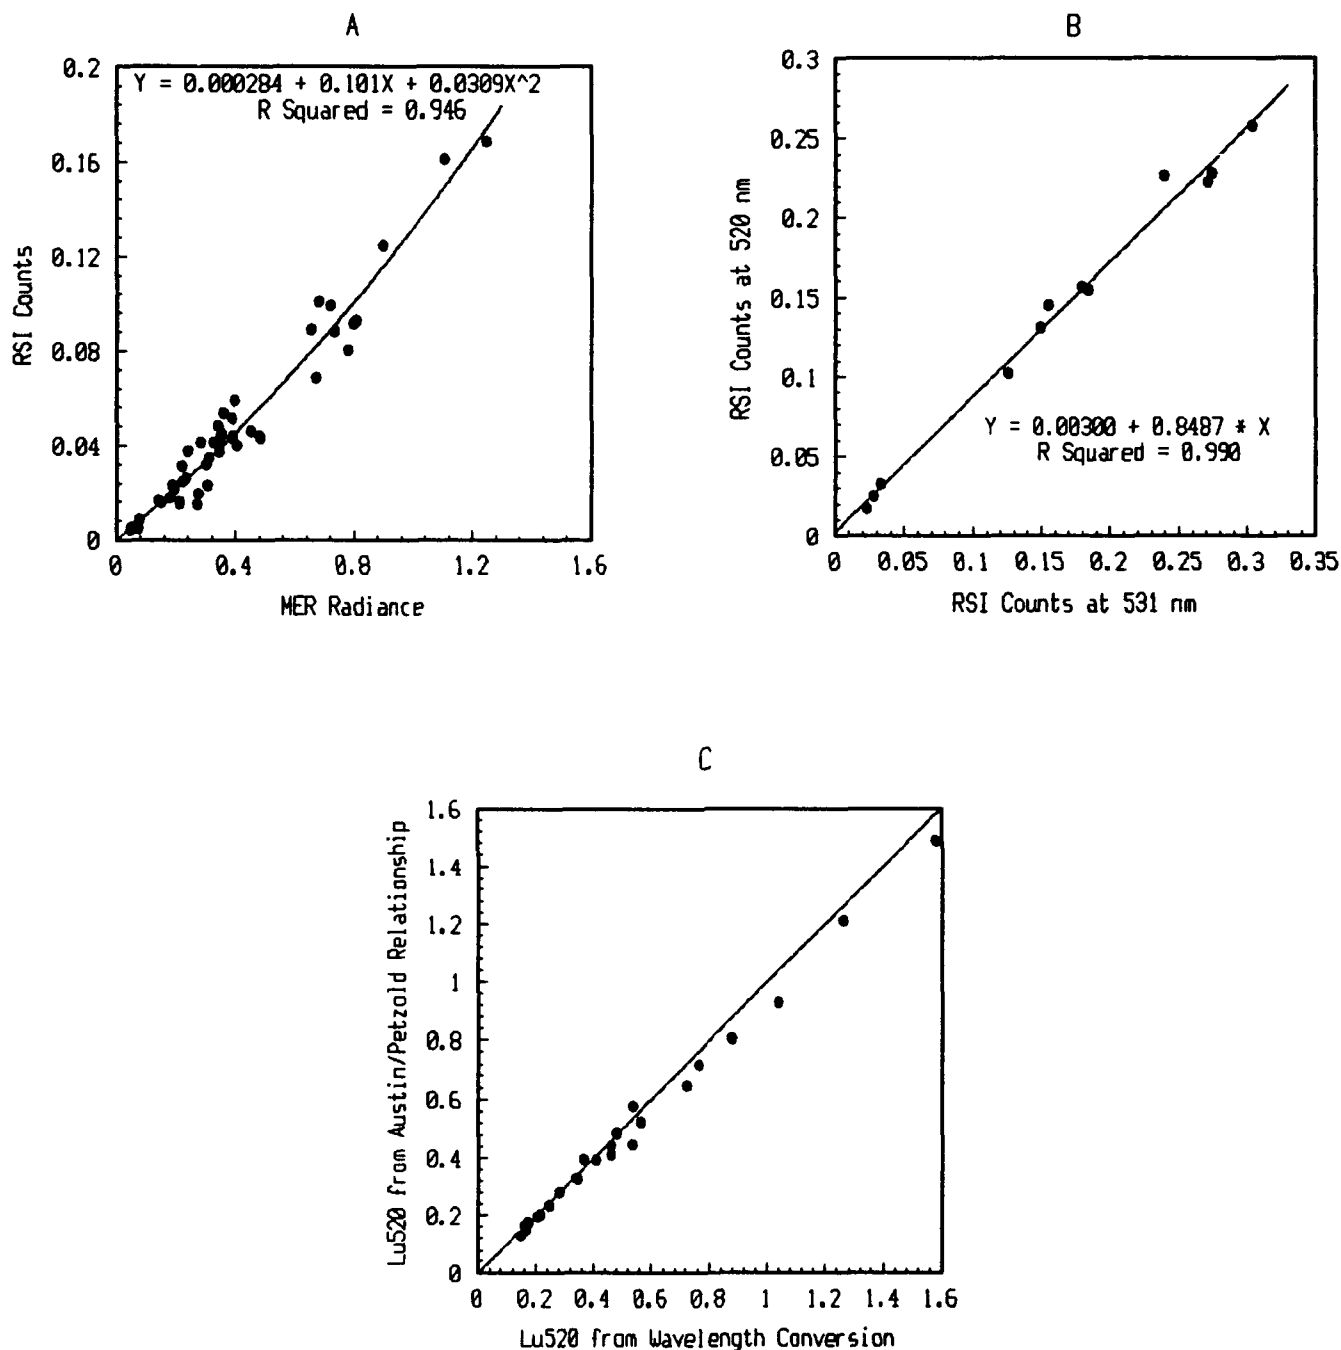 A
Y = 0.000284 + 0.101X + 0.0309X^2
R Squared = 0.946
0.2
0.16
0.12
0.08
0.04
0
RSI Counts
0 0.4 0.8 1.2 1.6
MER Radiance
B
0.3
0.25
0.2
0.15
0.1
0.05
0
RSI Counts at 520 nm
Y = 0.00300 + 0.8487 * X
R Squared = 0.990
0 0.05 0.1 0.15 0.2 0.25 0.3 0.35
RSI Counts at 531 nm
C
1.6
1.4
1.2
1
0.8
0.6
0.4
0.2
0
Lu520 from Austin/Petzold Relationship
0 0.2 0.4 0.6 0.8 1 1.2 1.4 1.6
Lu520 from Wavelength Conversion